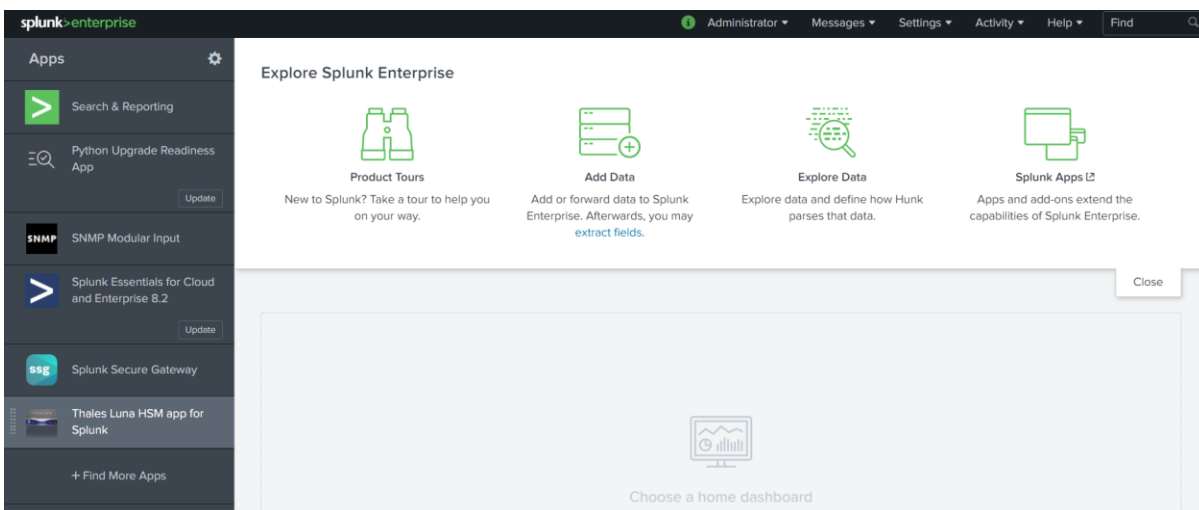 splunk>enterprise
Administrator
Messages
Settings
Activity
Help
Find
Apps
Search & Reporting
Python Upgrade Readiness
App
Update
SNMP
SNMP Modular Input
Splunk Essentials for Cloud
and Enterprise 8.2
Update
ssg
Splunk Secure Gateway
Thales Luna HSM app for
Splunk
+ Find More Apps
Explore Splunk Enterprise
Product Tours
New to Splunk? Take a tour to help you
on your way.
Add Data
Add or forward data to Splunk
Enterprise. Afterwards, you may
extract fields.
Explore Data
Explore data and define how Hunk
parses that data.
Splunk Apps
Apps and add-ons extend the
capabilities of Splunk Enterprise.
Close
Choose a home dashboard